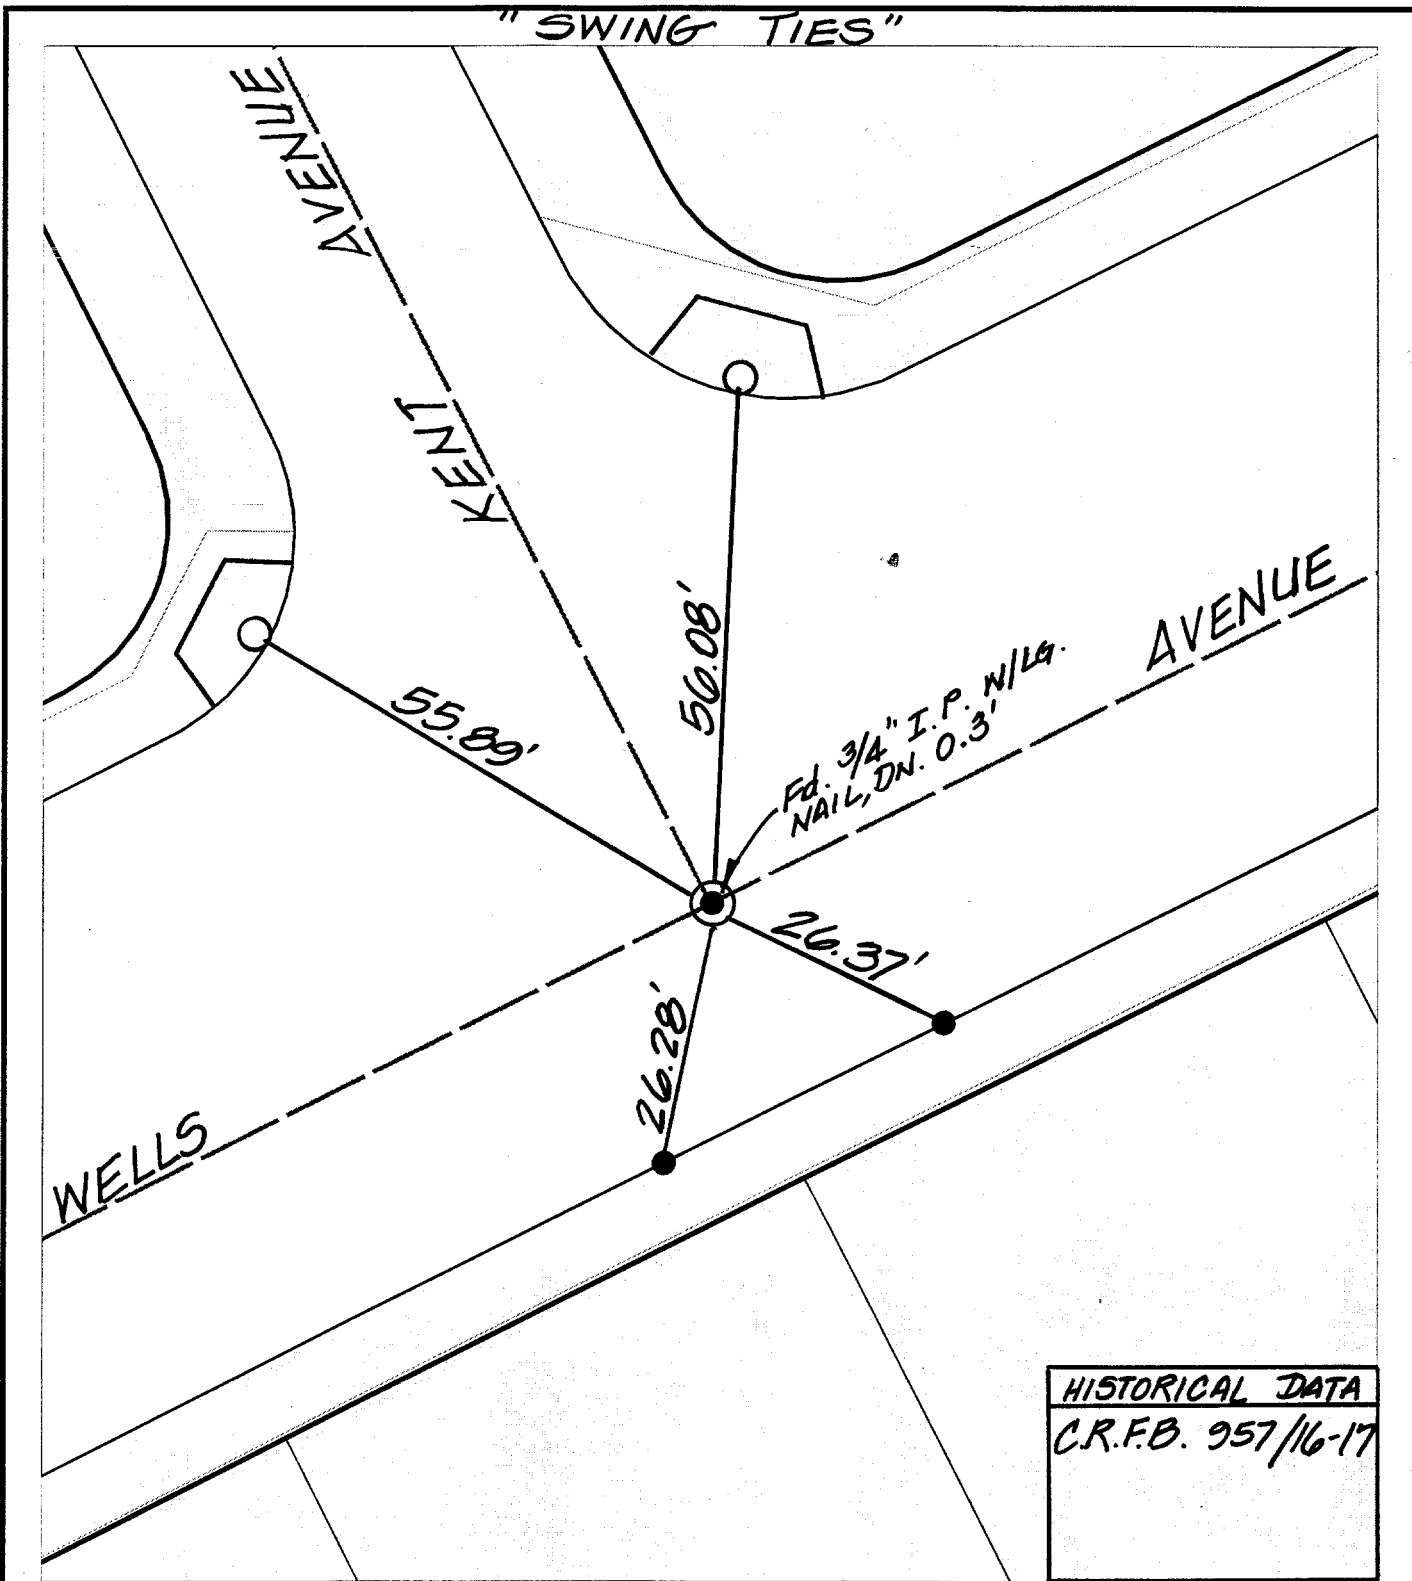 "SWING TIES"
KENT AVENUE
56.08'
55.89'
Fd. 3/4" I.P. W/LG.
NAIL, DN. 0.3'
WELLS AVENUE
26.37'
26.28'
HISTORICAL DATA
C.R.F.B. 957/16-17